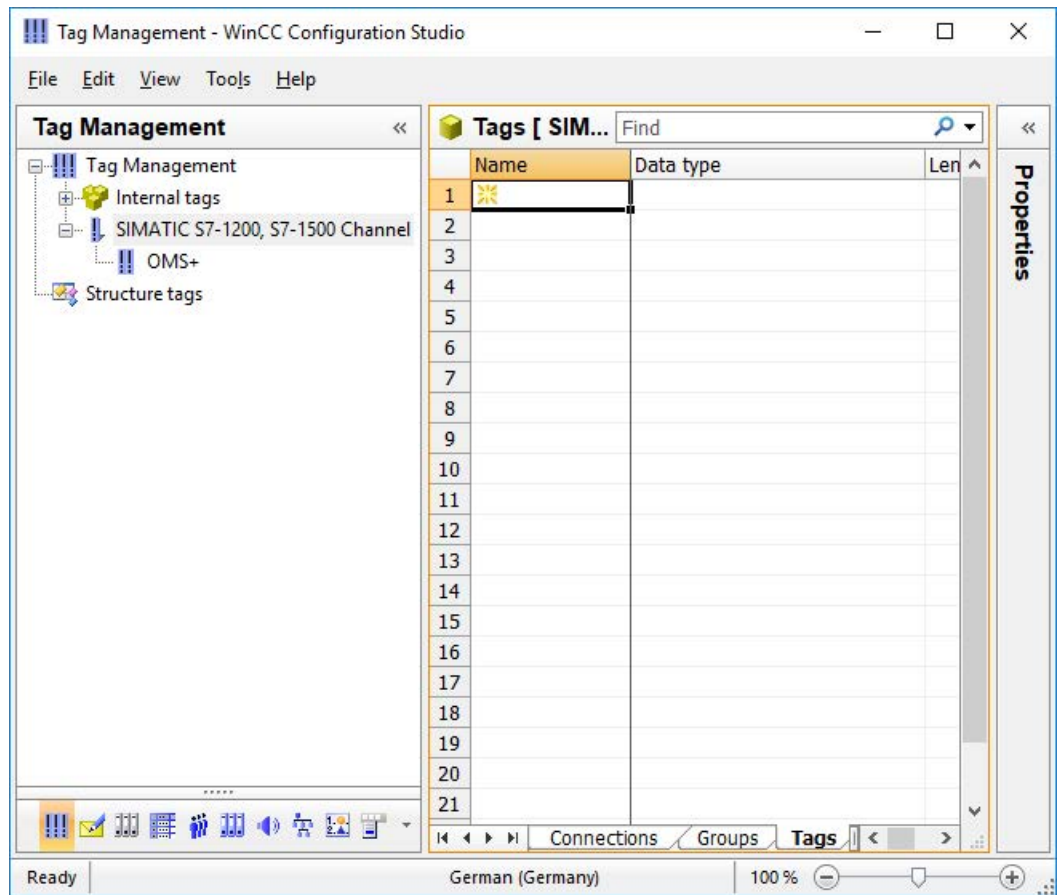 Tag Management - WinCC Configuration Studio
File Edit View Tools Help
Tag Management «
Tags [ SIM... Find
«
Properties
Tag Management
Internal tags
SIMATIC S7-1200, S7-1500 Channel
OMS+
Structure tags
Name Data type Len
1
2
3
4
5
6
7
8
9
10
11
12
13
14
15
16
17
18
19
20
21
Connections Groups Tags
Ready German (Germany) 100 %